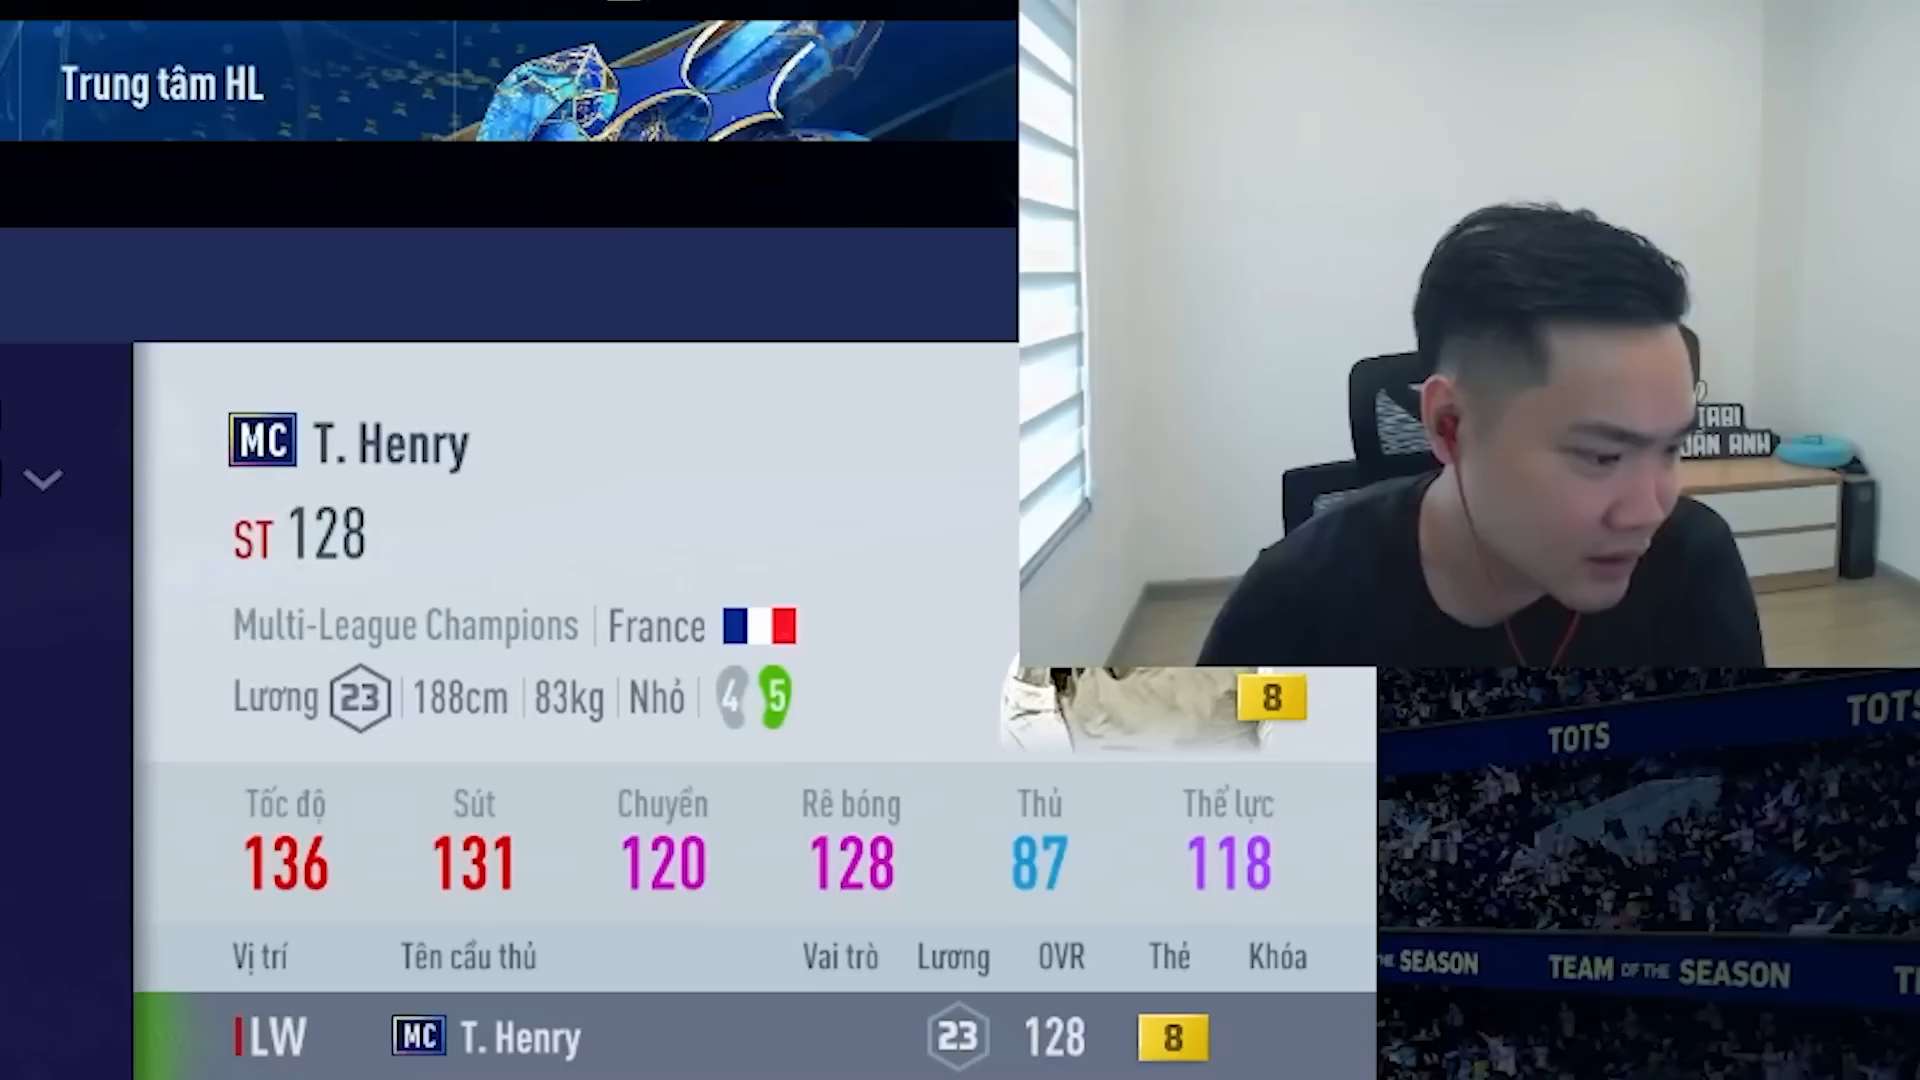 Trung tâm HL
MC T. Henry
ST 128
Multi-League Champions France
Lương 23 188cm 83kg Nhỏ 4 5
8
Tốc độ Sút Chuyền Rê bóng Thủ Thể lực
136 131 120 128 87 118
Vị trí Tên cầu thủ Vai trò Lương OVR Thẻ Khóa
LW MC T. Henry 23 128 8
TABI
ANH
TOTS TOTS
THE SEASON TEAM OF THE SEASON